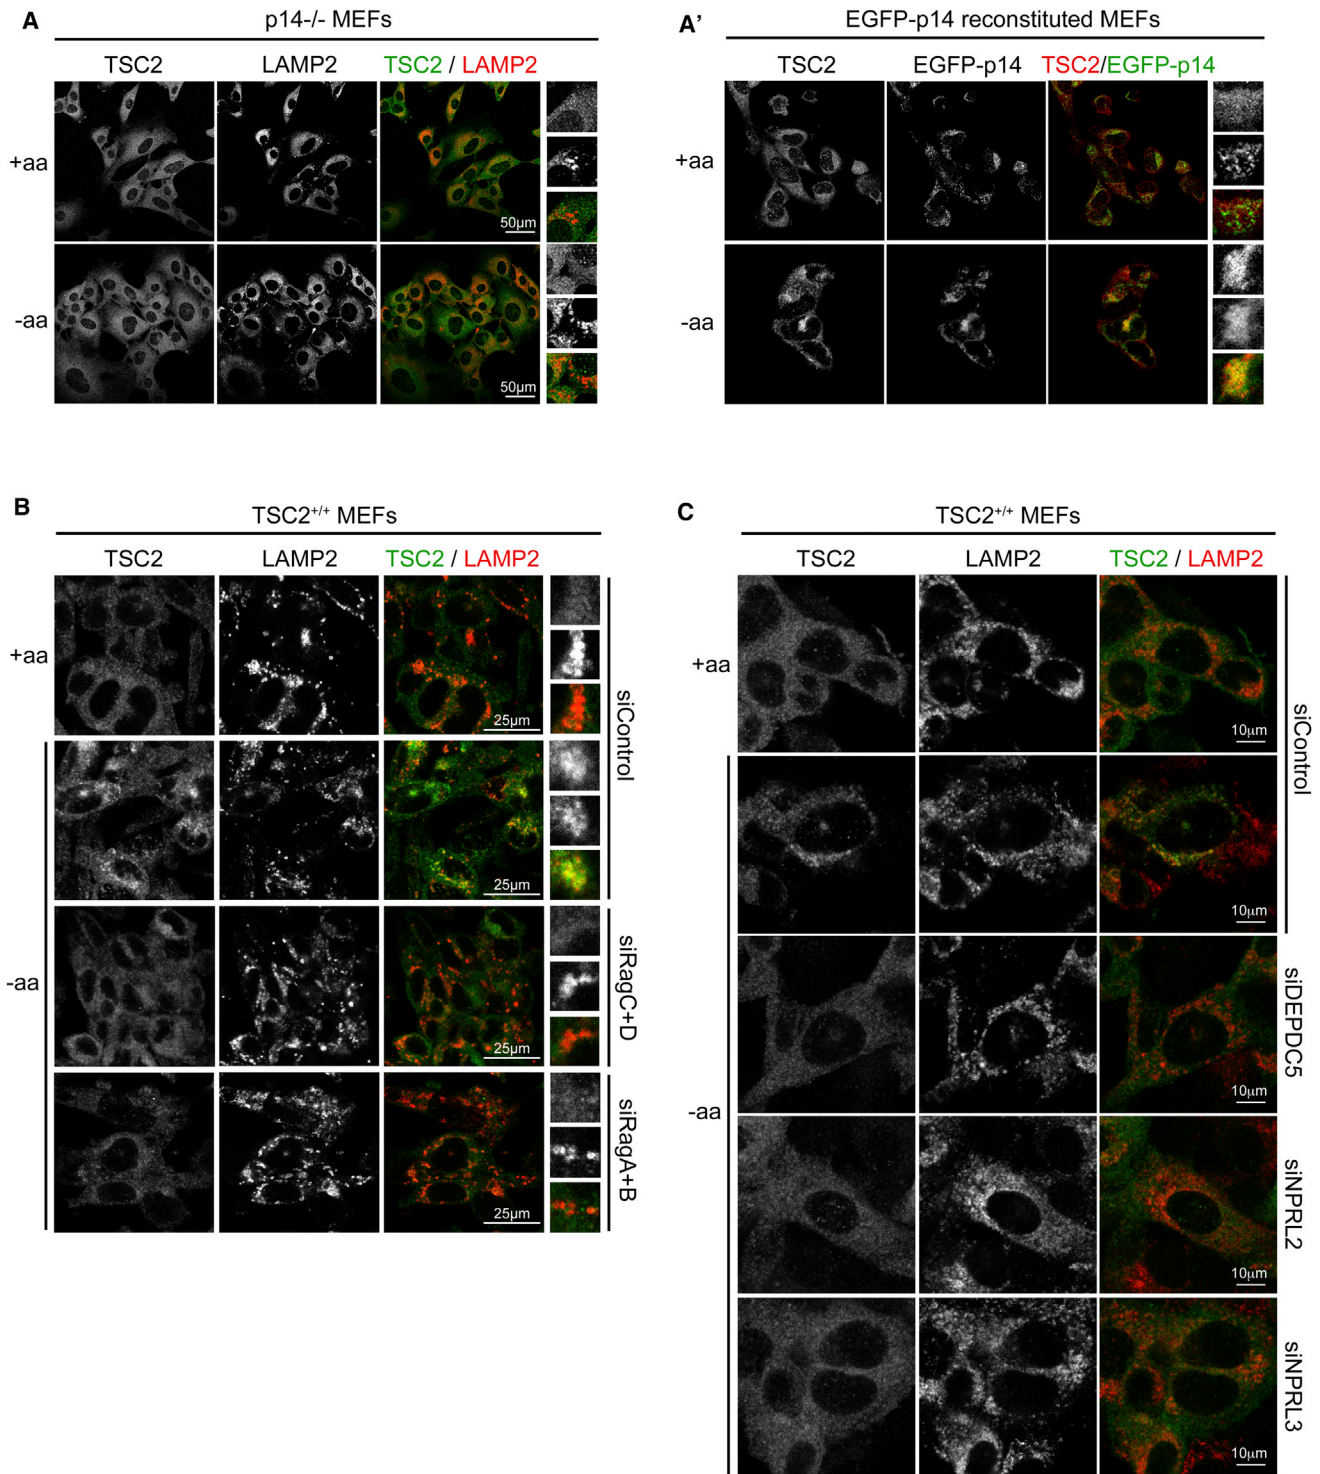 A
p14-/- MEFs
TSC2 LAMP2 TSC2 / LAMP2
+aa
50µm
-aa
50µm
A'
EGFP-p14 reconstituted MEFs
TSC2 EGFP-p14 TSC2/EGFP-p14
+aa
-aa
B
TSC2+/+ MEFs
TSC2 LAMP2 TSC2 / LAMP2
+aa
25µm
siControl
25µm
-aa
25µm
siRagC+D
25µm
siRagA+B
C
TSC2+/+ MEFs
TSC2 LAMP2 TSC2 / LAMP2
+aa
10µm
siControl
10µm
-aa
10µm
siDEPDC5
10µm
siNPRL2
10µm
siNPRL3